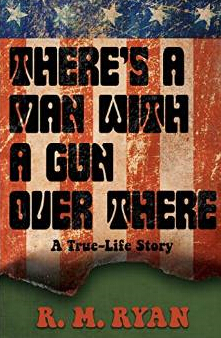 THERE'S A
MAN WITH
A GUN
OVER THERE
A True-Life Story
R. M. RYAN